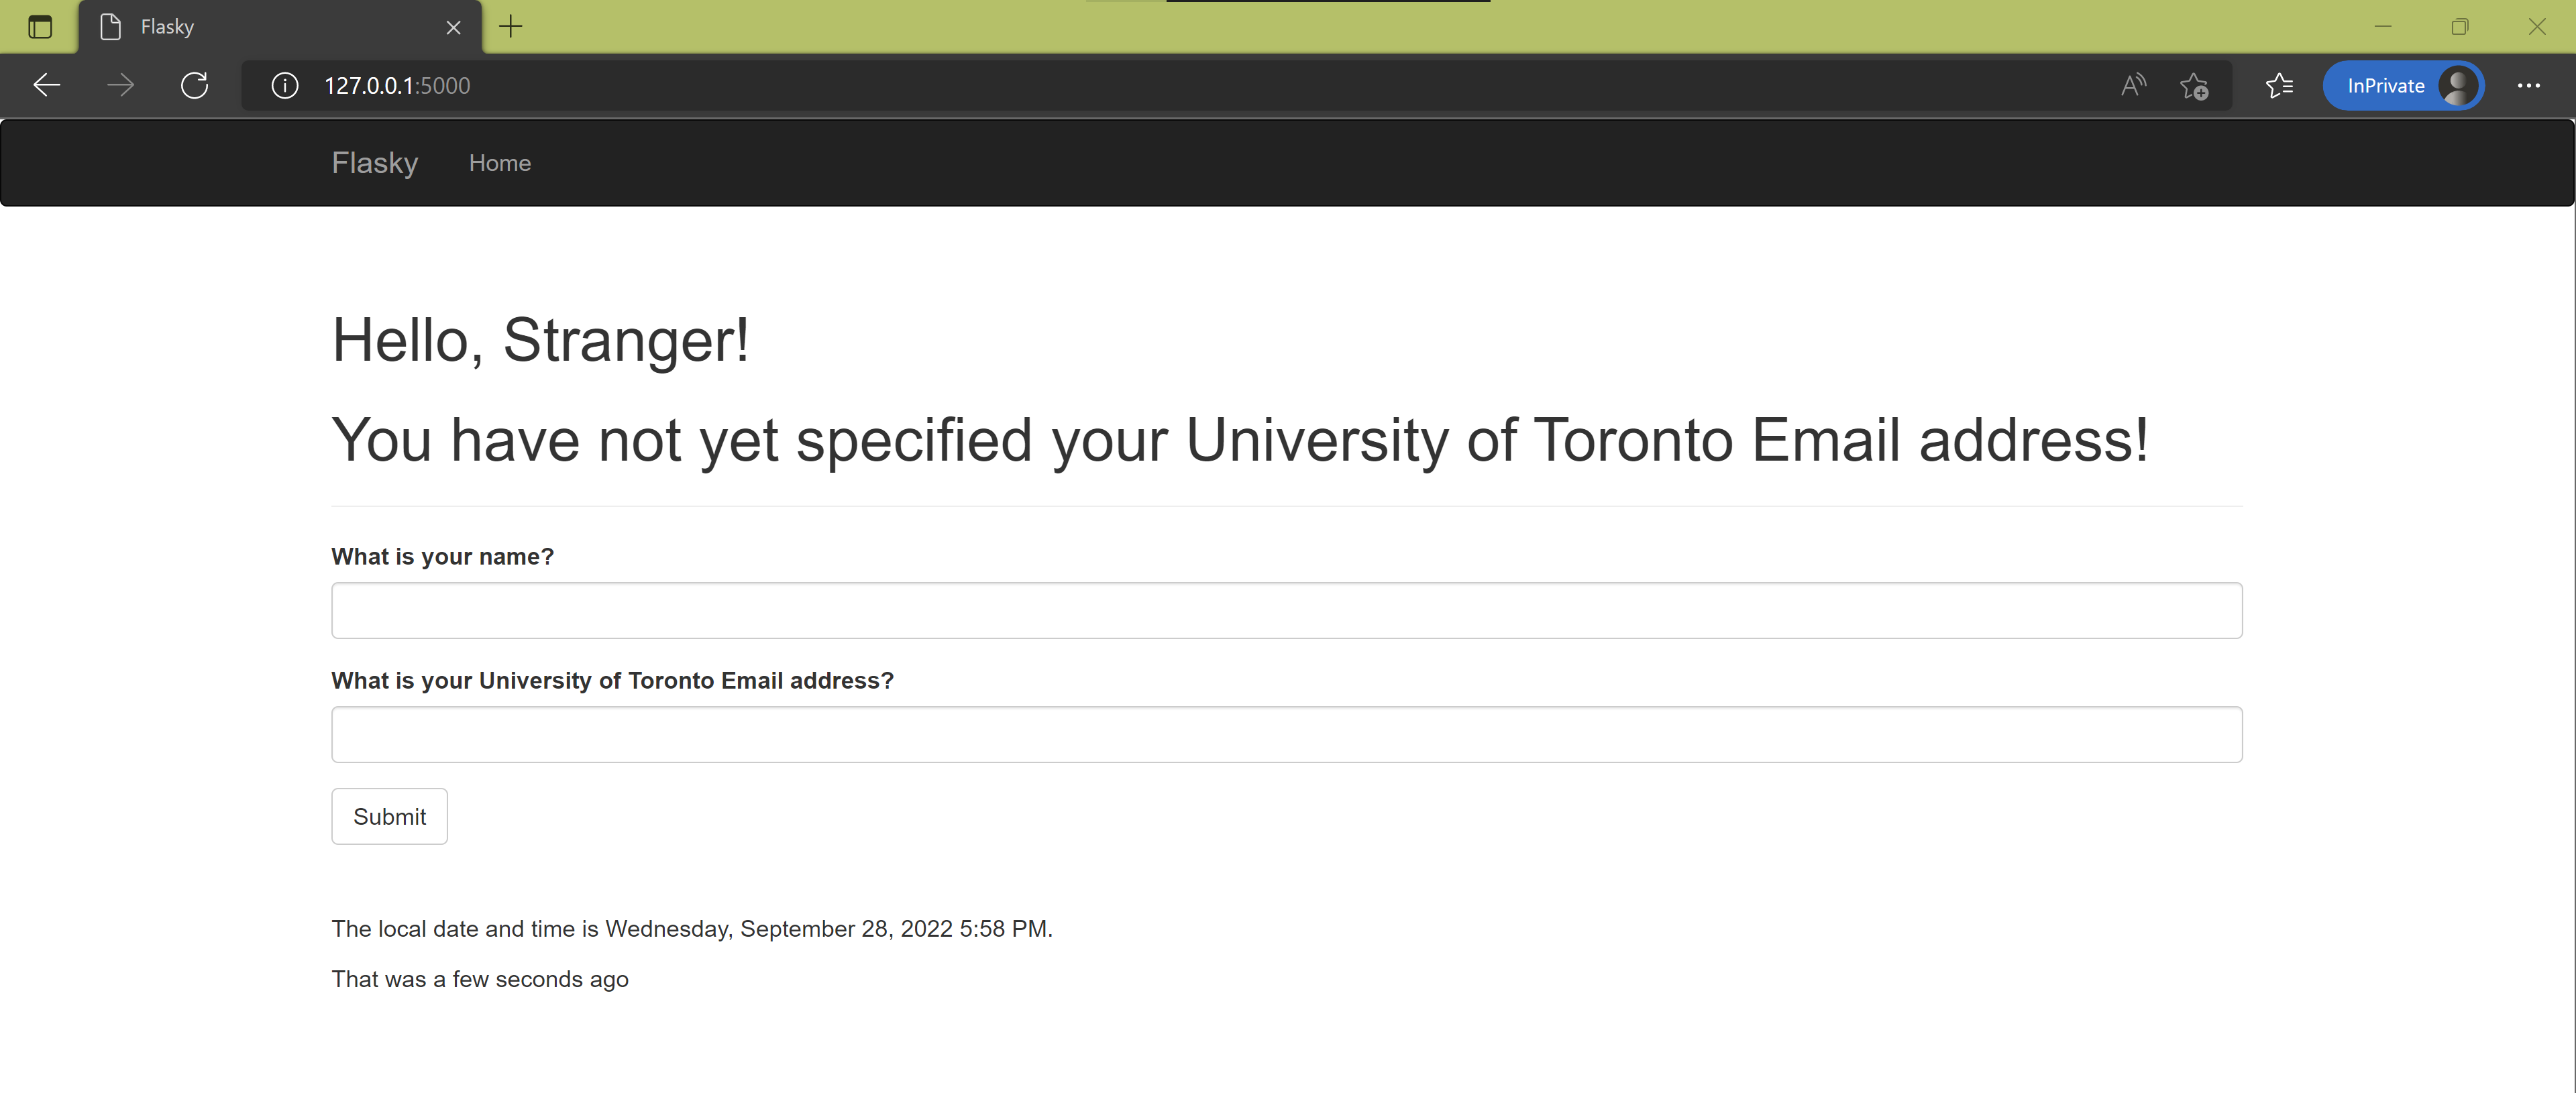 Flasky
127.0.0.1:5000
InPrivate
Flasky Home
Hello, Stranger!
You have not yet specified your University of Toronto Email address!
What is your name?
What is your University of Toronto Email address?
Submit
The local date and time is Wednesday, September 28, 2022 5:58 PM.
That was a few seconds ago